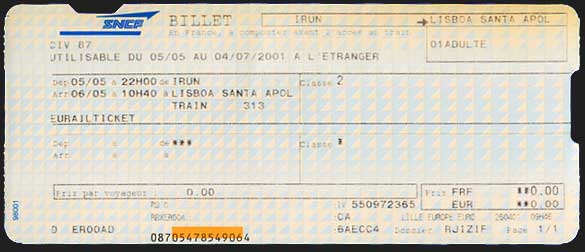 SNCF BILLET IRUN → LISBOA SANTA APOL
En France, à composter avant l'accès au train
CIV 87 01ADULTE
UTILISABLE DU 05/05 AU 04/07/2001 A L'ETRANGER
Dép 05/05 à 22H00 de IRUN Classe 2
Arr 06/05 à 10H40 à LISBOA SANTA APOL
TRAIN 313
EURAILTICKET
Dép à de *** Classe *
Arr à à
Prix par voyageur : 0.00 Prix FRF **0.00
EUR **0.00
550972365
CA LILLE EUROPE EURO 250401 09H46
D EROOAD 6AECC4 Dossier RJIZIF Page 1/1
08705478549064
98001